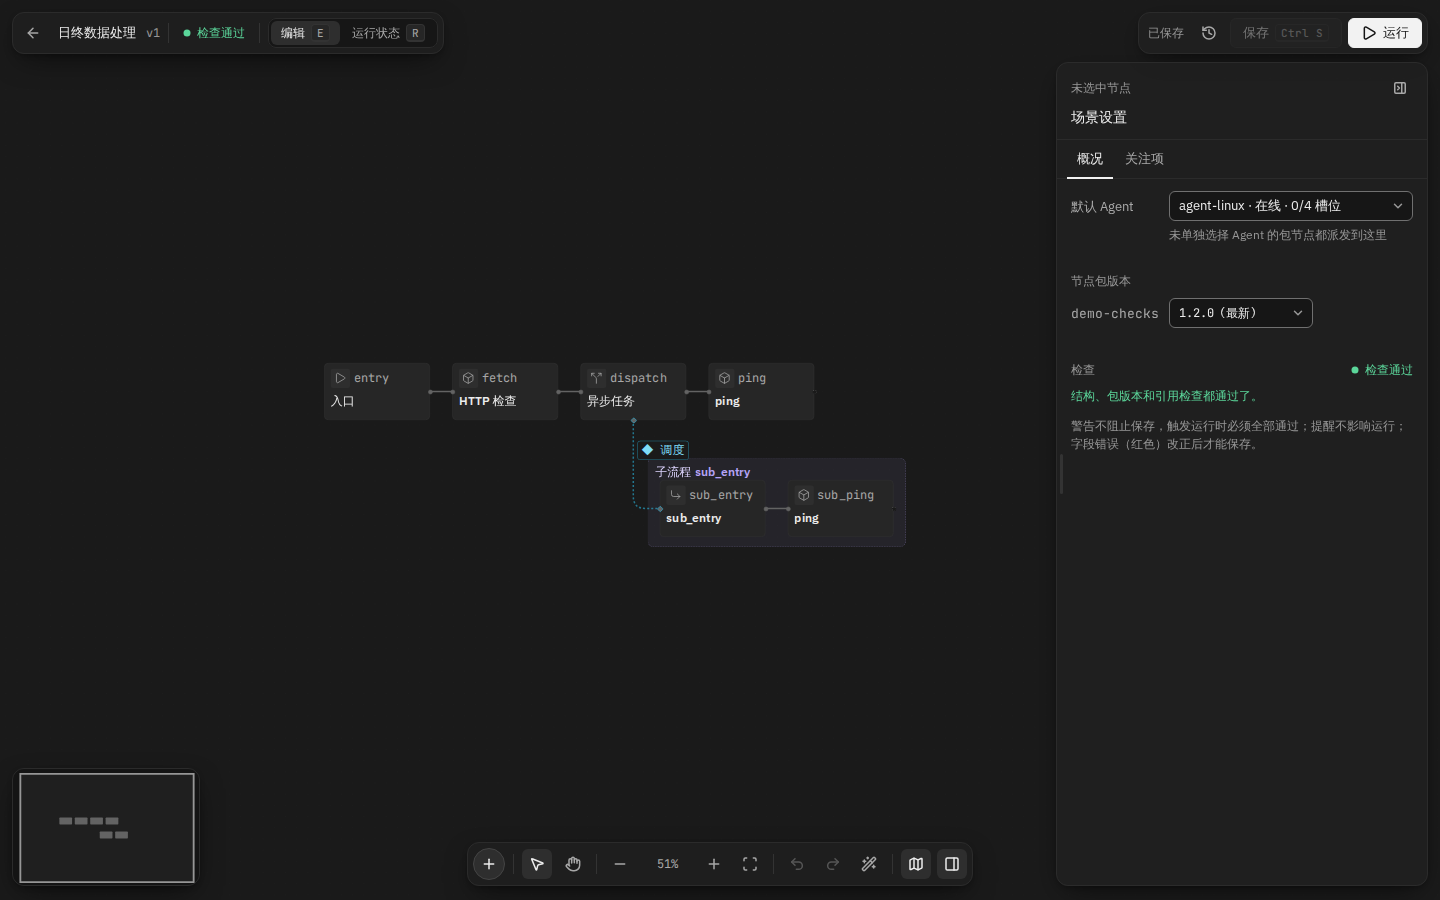 日终数据处理 v1 检查通过 编辑 E 运行状态 R
已保存 保存 Ctrl S 运行
未选中节点
场景设置
概况 关注项
默认 Agent agent-linux · 在线 · 0/4 槽位
未单独选择 Agent 的包节点都派发到这里
节点包版本
demo-checks 1.2.0 (最新)
检查 检查通过
结构、包版本和引用检查都通过了。
警告不阻止保存，触发运行时必须全部通过；提醒不影响运行；
字段错误（红色）改正后才能保存。
entry
入口
fetch
HTTP 检查
dispatch
异步任务
ping
ping
调度
子流程 sub_entry
sub_entry
sub_entry
sub_ping
ping
51%